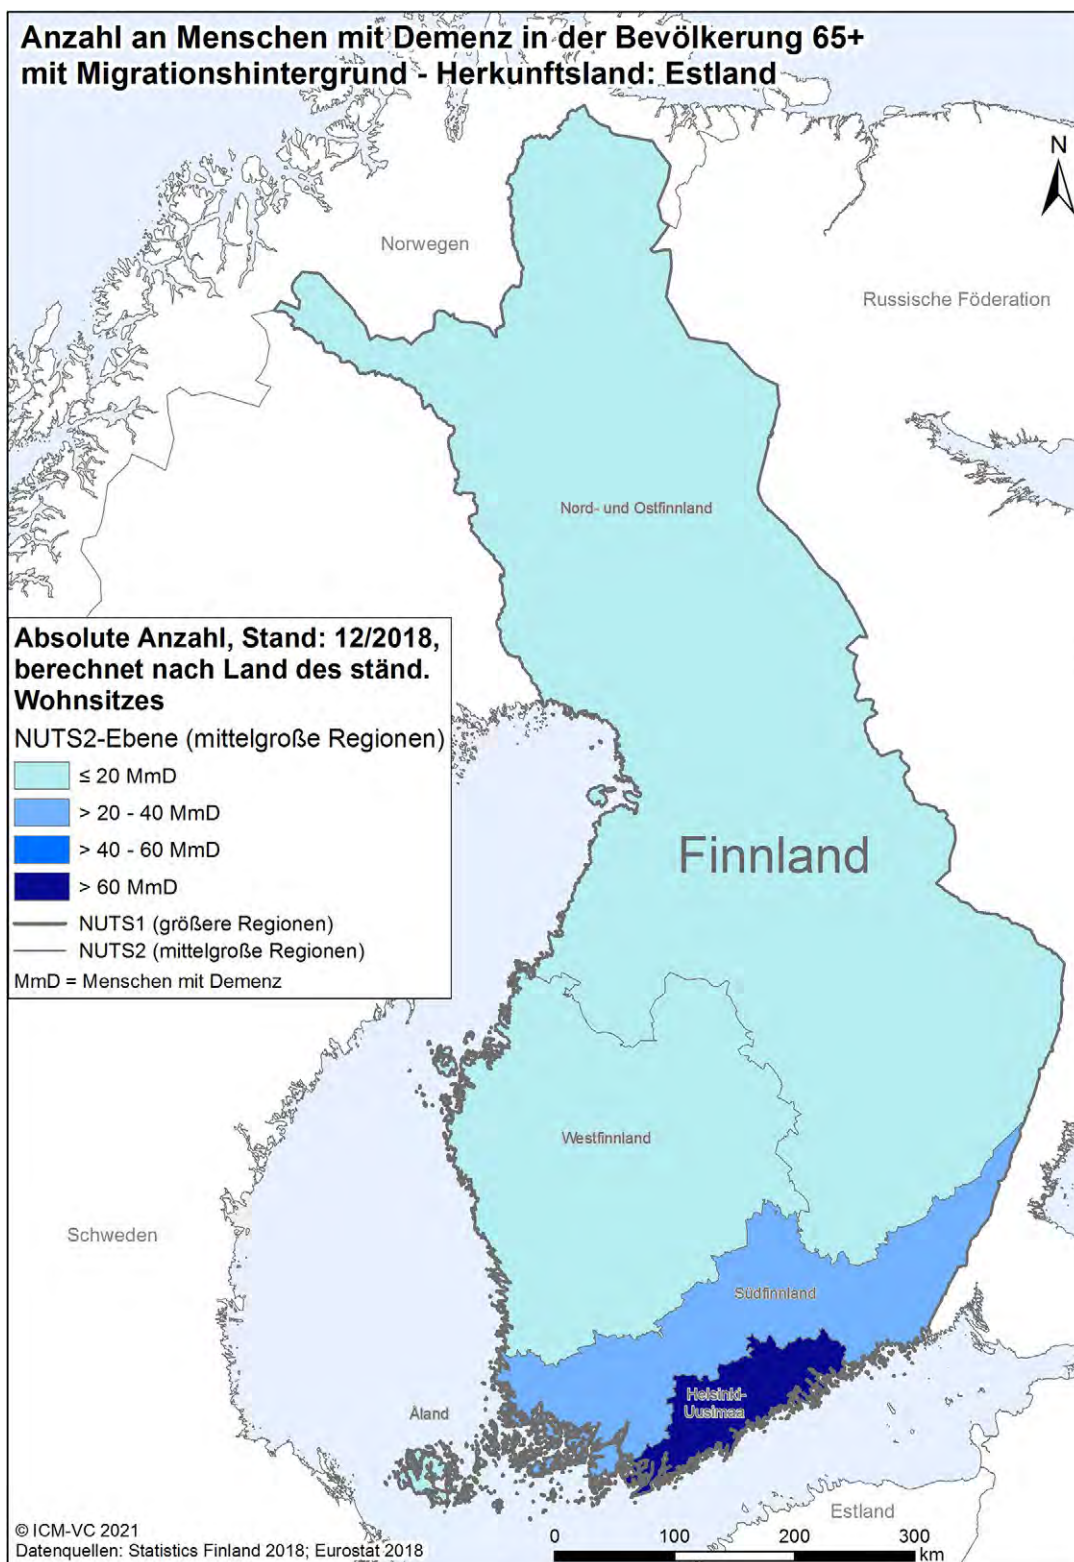 Anzahl an Menschen mit Demenz in der Bevölkerung 65+
mit Migrationshintergrund - Herkunftsland: Estland
N
Norwegen
Russische Föderation
Nord- und Ostfinnland
Absolute Anzahl, Stand: 12/2018,
berechnet nach Land des ständ.
Wohnsitzes
NUTS2-Ebene (mittelgroße Regionen)
≤ 20 MmD
> 20 - 40 MmD
> 40 - 60 MmD
> 60 MmD
NUTS1 (größere Regionen)
NUTS2 (mittelgroße Regionen)
MmD = Menschen mit Demenz
Finnland
Westfinnland
Schweden
Südfinnland
Helsinki-
Uusimaa
Åland
Estland
© ICM-VC 2021
Datenquellen: Statistics Finland 2018; Eurostat 2018
0 100 200 300
km